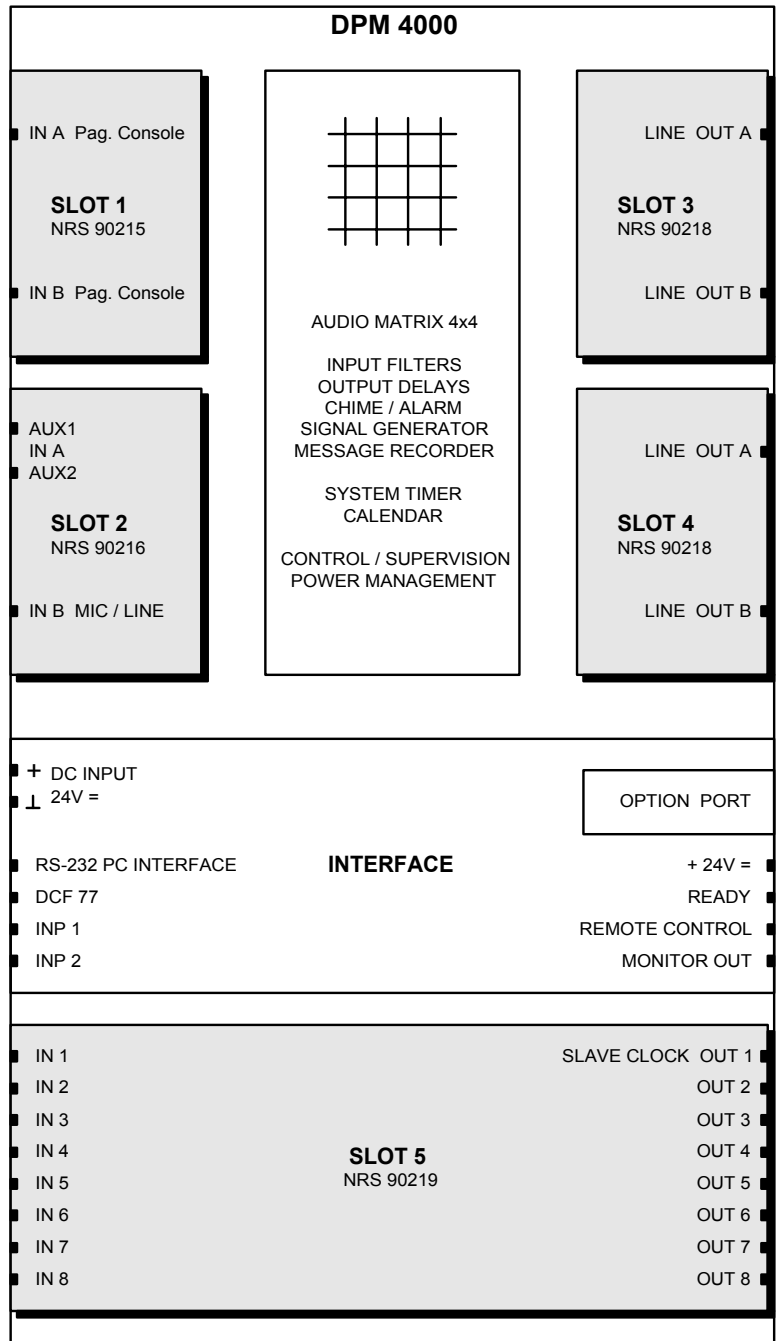 DPM 4000
IN A Pag. Console
SLOT 1
NRS 90215
IN B Pag. Console
AUX1
IN A
AUX2
SLOT 2
NRS 90216
IN B MIC / LINE
AUDIO MATRIX 4x4
INPUT FILTERS
OUTPUT DELAYS
CHIME / ALARM
SIGNAL GENERATOR
MESSAGE RECORDER
SYSTEM TIMER
CALENDAR
CONTROL / SUPERVISION
POWER MANAGEMENT
LINE OUT A
SLOT 3
NRS 90218
LINE OUT B
LINE OUT A
SLOT 4
NRS 90218
LINE OUT B
+ DC INPUT
⊥ 24V =
RS-232 PC INTERFACE
DCF 77
INP 1
INP 2
INTERFACE
OPTION PORT
+ 24V =
READY
REMOTE CONTROL
MONITOR OUT
IN 1
IN 2
IN 3
IN 4
IN 5
IN 6
IN 7
IN 8
SLOT 5
NRS 90219
SLAVE CLOCK OUT 1
OUT 2
OUT 3
OUT 4
OUT 5
OUT 6
OUT 7
OUT 8